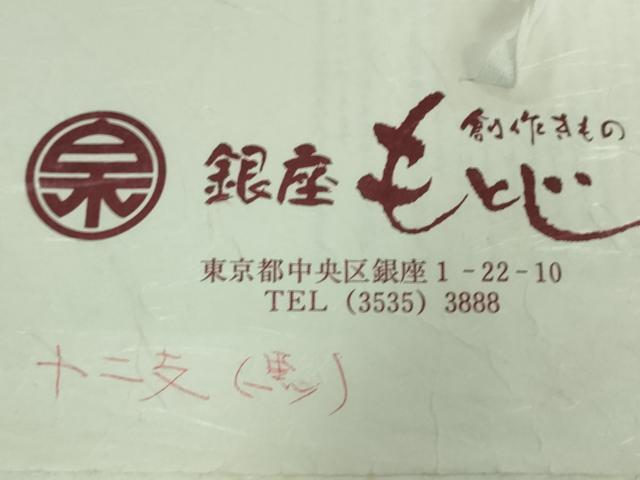 創作きもの
銀座 もとじ
東京都中央区銀座1-22-10
TEL (3535) 3888
十二支(黒)